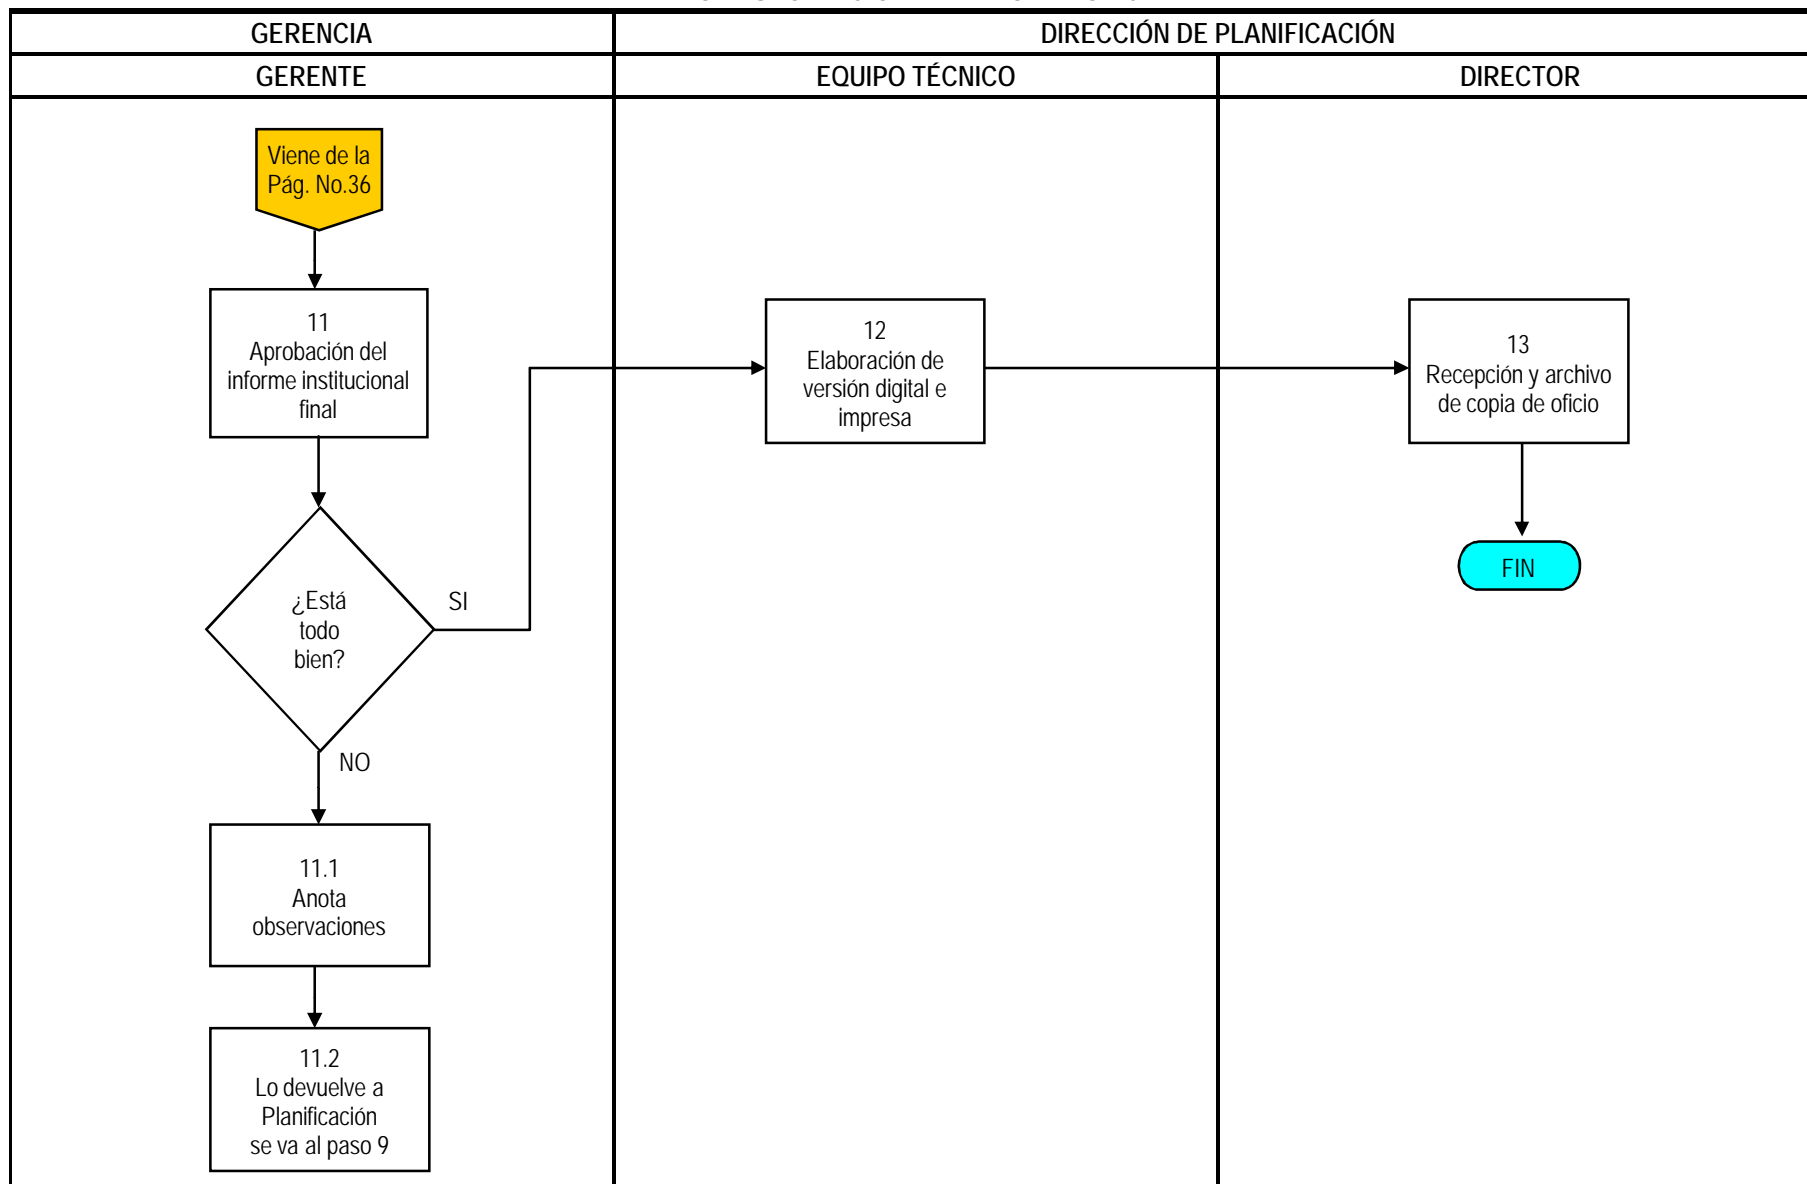 GERENCIA
DIRECCIÓN DE PLANIFICACIÓN
GERENTE
EQUIPO TÉCNICO
DIRECTOR
Viene de la
Pág. No.36
11
Aprobación del
informe institucional
final
12
Elaboración de
versión digital e
impresa
13
Recepción y archivo
de copia de oficio
¿Está
todo
bien?
SI
FIN
NO
11.1
Anota
observaciones
11.2
Lo devuelve a
Planificación
se va al paso 9